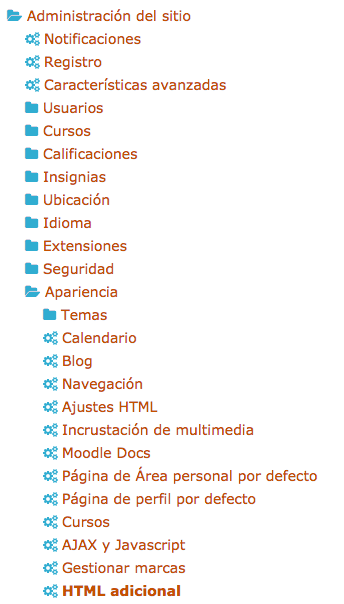 Administración del sitio
Notificaciones
Registro
Características avanzadas
Usuarios
Cursos
Calificaciones
Insignias
Ubicación
Idioma
Extensiones
Seguridad
Apariencia
Temas
Calendario
Blog
Navegación
Ajustes HTML
Incrustación de multimedia
Moodle Docs
Página de Área personal por defecto
Página de perfil por defecto
Cursos
AJAX y Javascript
Gestionar marcas
HTML adicional